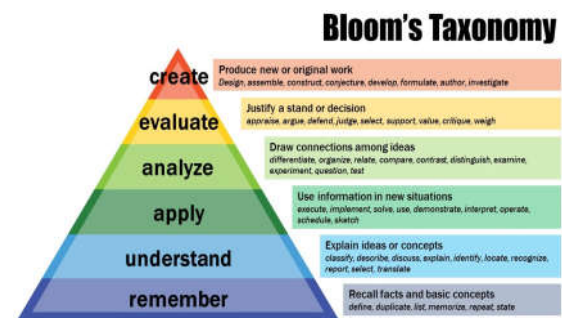 Bloom's Taxonomy
create
Produce new or original work
Design, assemble, construct, conjecture, develop, formulate, author, investigate
evaluate
Justify a stand or decision
appraise, argue, defend, judge, select, support, value, critique, weigh
analyze
Draw connections among ideas
differentiate, organize, relate, compare, contrast, distinguish, examine,
experiment, question, test
apply
Use information in new situations
execute, implement, solve, use, demonstrate, interpret, operate,
schedule, sketch
understand
Explain ideas or concepts
classify, describe, discuss, explain, identify, locate, recognize,
report, select, translate
remember
Recall facts and basic concepts
define, duplicate, list, memorize, repeat, state